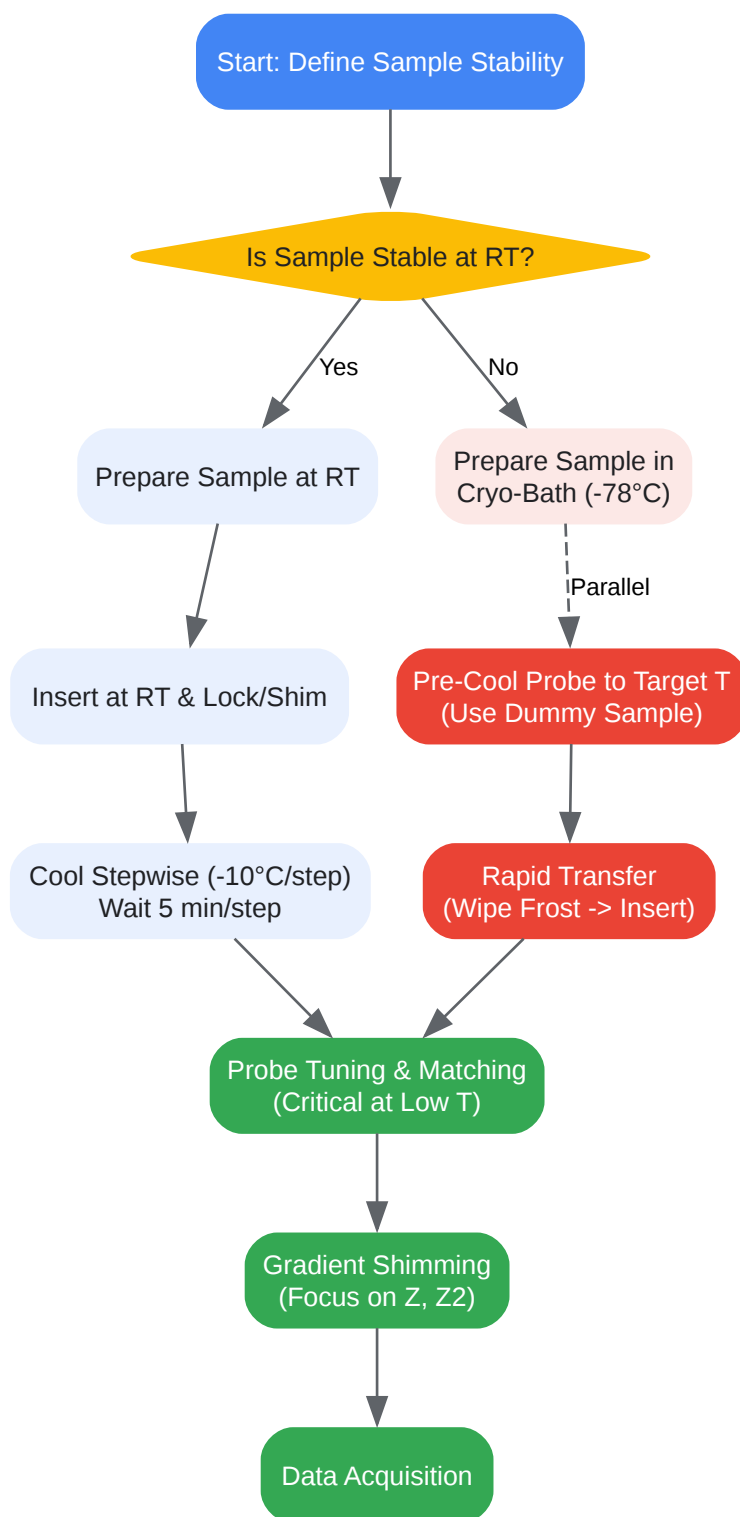 Start: Define Sample Stability
Is Sample Stable at RT?
Yes
No
Prepare Sample at RT
Prepare Sample in
Cryo-Bath (-78°C)
Parallel
Insert at RT & Lock/Shim
Pre-Cool Probe to Target T
(Use Dummy Sample)
Cool Stepwise (-10°C/step)
Wait 5 min/step
Rapid Transfer
(Wipe Frost -> Insert)
Probe Tuning & Matching
(Critical at Low T)
Gradient Shimming
(Focus on Z, Z2)
Data Acquisition